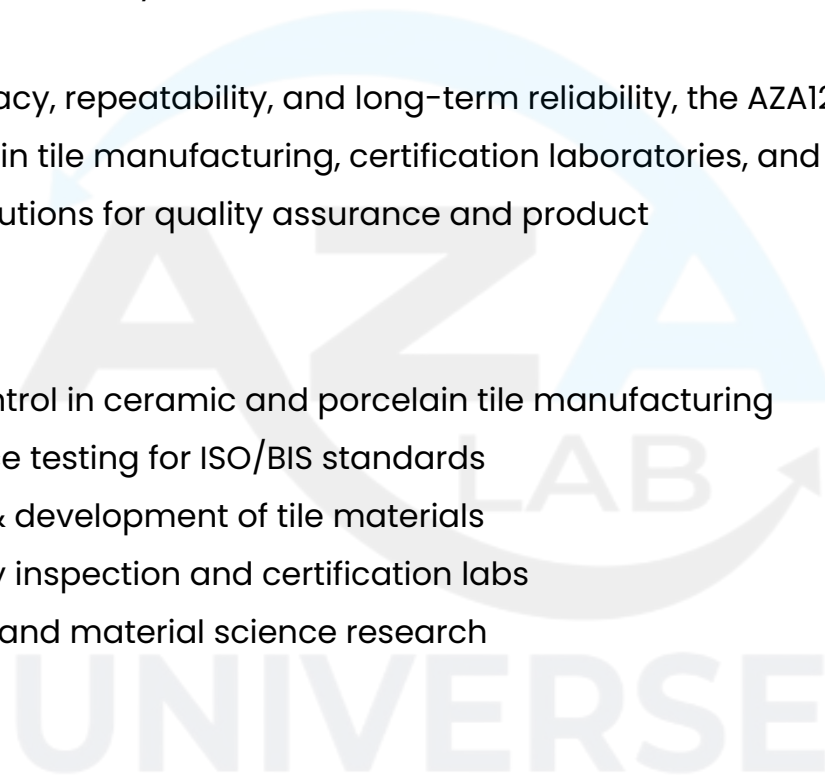 acy, repeatability, and long-term reliability, the AZA12
in tile manufacturing, certification laboratories, and
utions for quality assurance and product
ntrol in ceramic and porcelain tile manufacturing
e testing for ISO/BIS standards
& development of tile materials
y inspection and certification labs
and material science research
AZA
LAB
UNIVERSE